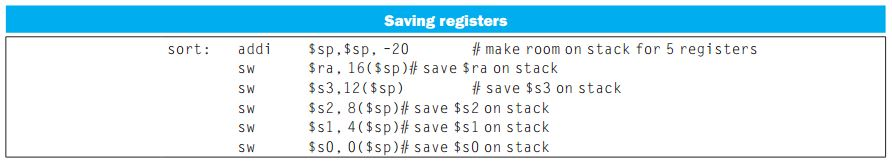 Saving registers
sort: addi $sp,$sp, -20 # make room on stack for 5 registers
sw $ra, 16($sp)# save $ra on stack
sw $s3,12($sp) # save $s3 on stack
sw $s2, 8($sp)# save $s2 on stack
sw $s1, 4($sp)# save $s1 on stack
sw $s0, 0($sp)# save $s0 on stack